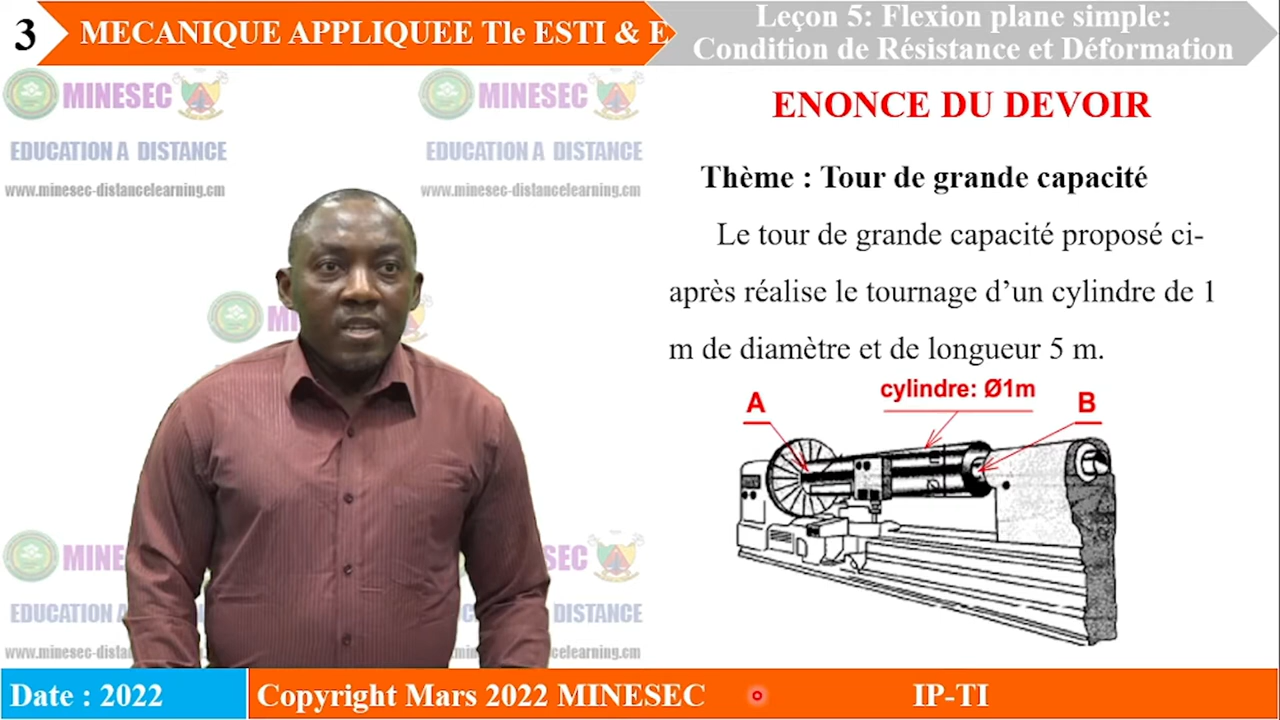 3
MECANIQUE APPLIQUEE Tle ESTI & E
Leçon 5: Flexion plane simple:
Condition de Résistance et Déformation
MINESEC
MINESEC
EDUCATION A DISTANCE
EDUCATION A DISTANCE
www.minesec-distancelearning.cm
www.minesec-distancelearning.cm
ENONCE DU DEVOIR
Thème : Tour de grande capacité
Le tour de grande capacité proposé ci-
après réalise le tournage d’un cylindre de 1
m de diamètre et de longueur 5 m.
cylindre: Ø1m
A
B
MINESEC
EDUCATION A
DISTANCE
Date : 2022
Copyright Mars 2022 MINESEC
IP-TI